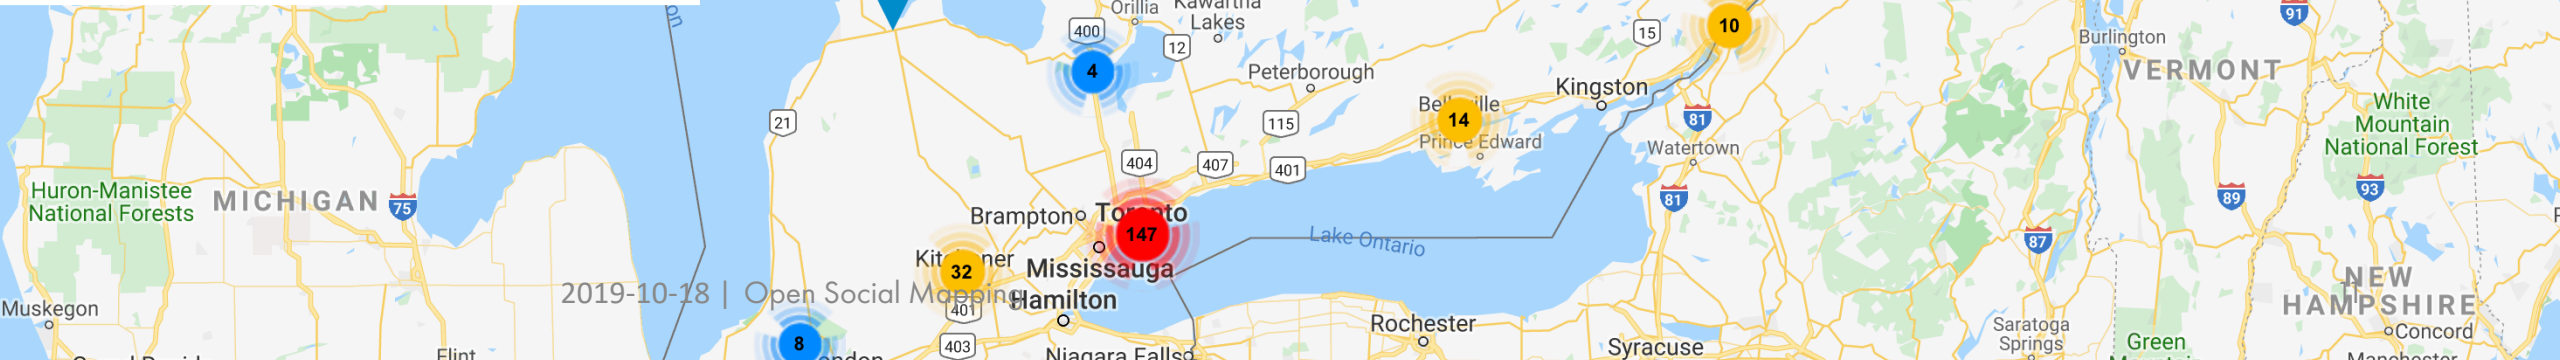 Orillia
Kawartha
Lakes
400
12
15
10
91
Burlington
VERMONT
4
Peterborough
Kingston
21
115
Belleville
14
Prince Edward
81
Watertown
White
Mountain
National Forest
404
407
401
Huron-Manistee
National Forests
MICHIGAN
75
81
89
93
Brampton
Toronto
147
Lake Ontario
87
Kitchener
32
Mississauga
2019-10-18 | Open Social Mapping
Hamilton
401
NEW
HAMPSHIRE
Muskegon
8
403
Rochester
Syracuse
Saratoga
Springs
Green
Concord
Niagara Falls
Flint
Manchester